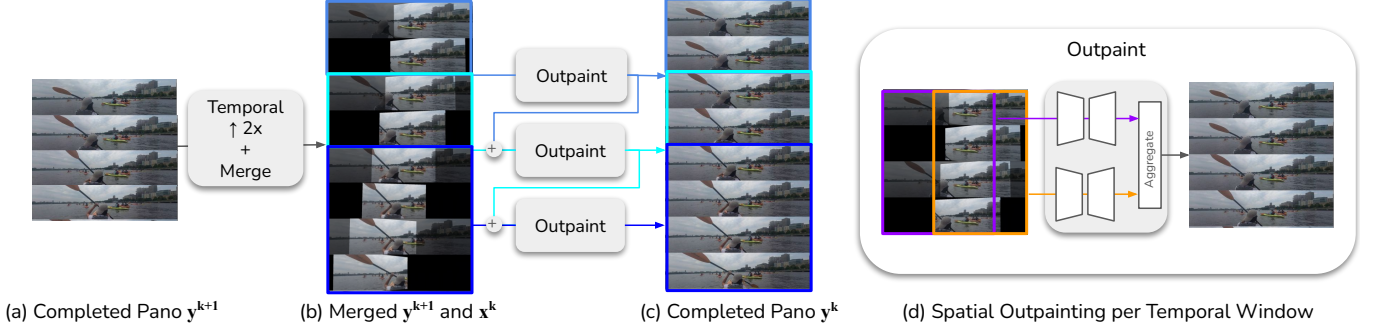 Temporal
↑ 2x
+
Merge
Outpaint
+
Outpaint
+
Outpaint
Outpaint
Aggregate
(a) Completed Pano y^{k+1}
(b) Merged y^{k+1} and x^k
(c) Completed Pano y^k
(d) Spatial Outpainting per Temporal Window